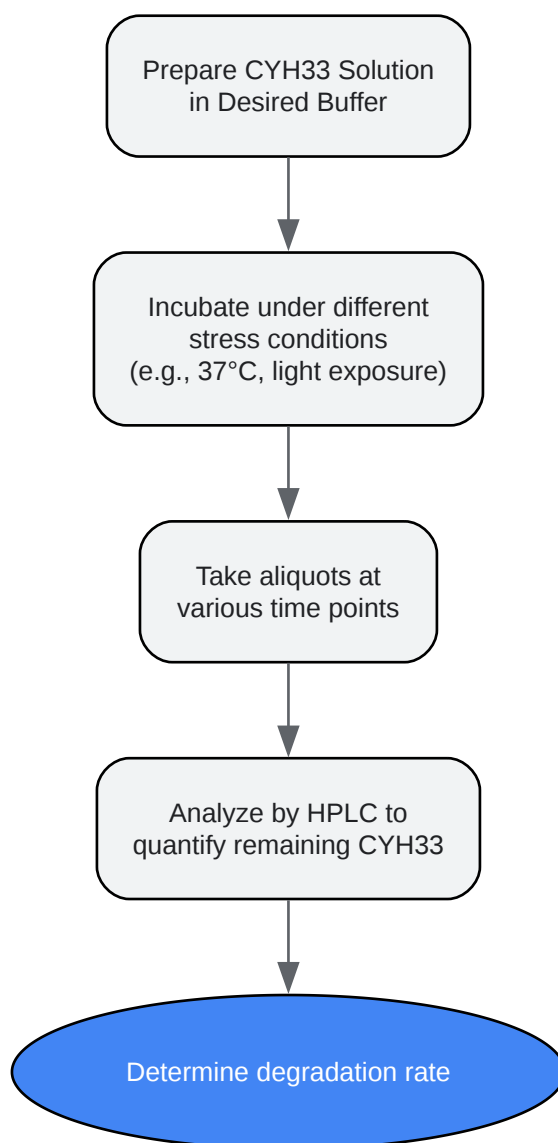 Prepare CYH33 Solution
in Desired Buffer
Incubate under different
stress conditions
(e.g., 37°C, light exposure)
Take aliquots at
various time points
Analyze by HPLC to
quantify remaining CYH33
Determine degradation rate